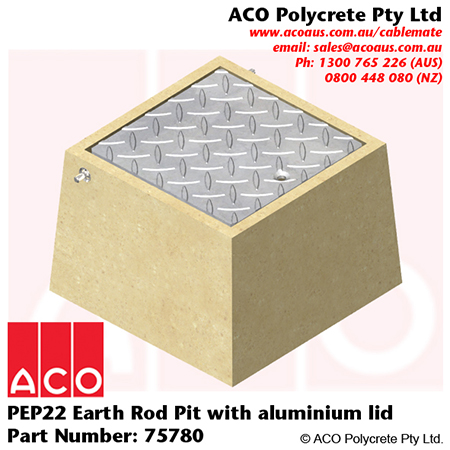 ACO Polycrete Pty Ltd
www.acoaus.com.au/cablemate
email: sales@acoaus.com.au
Ph: 1300 765 226 (AUS)
0800 448 080 (NZ)
ACO
PEP22 Earth Rod Pit with aluminium lid
Part Number: 75780
© ACO Polycrete Pty Ltd.